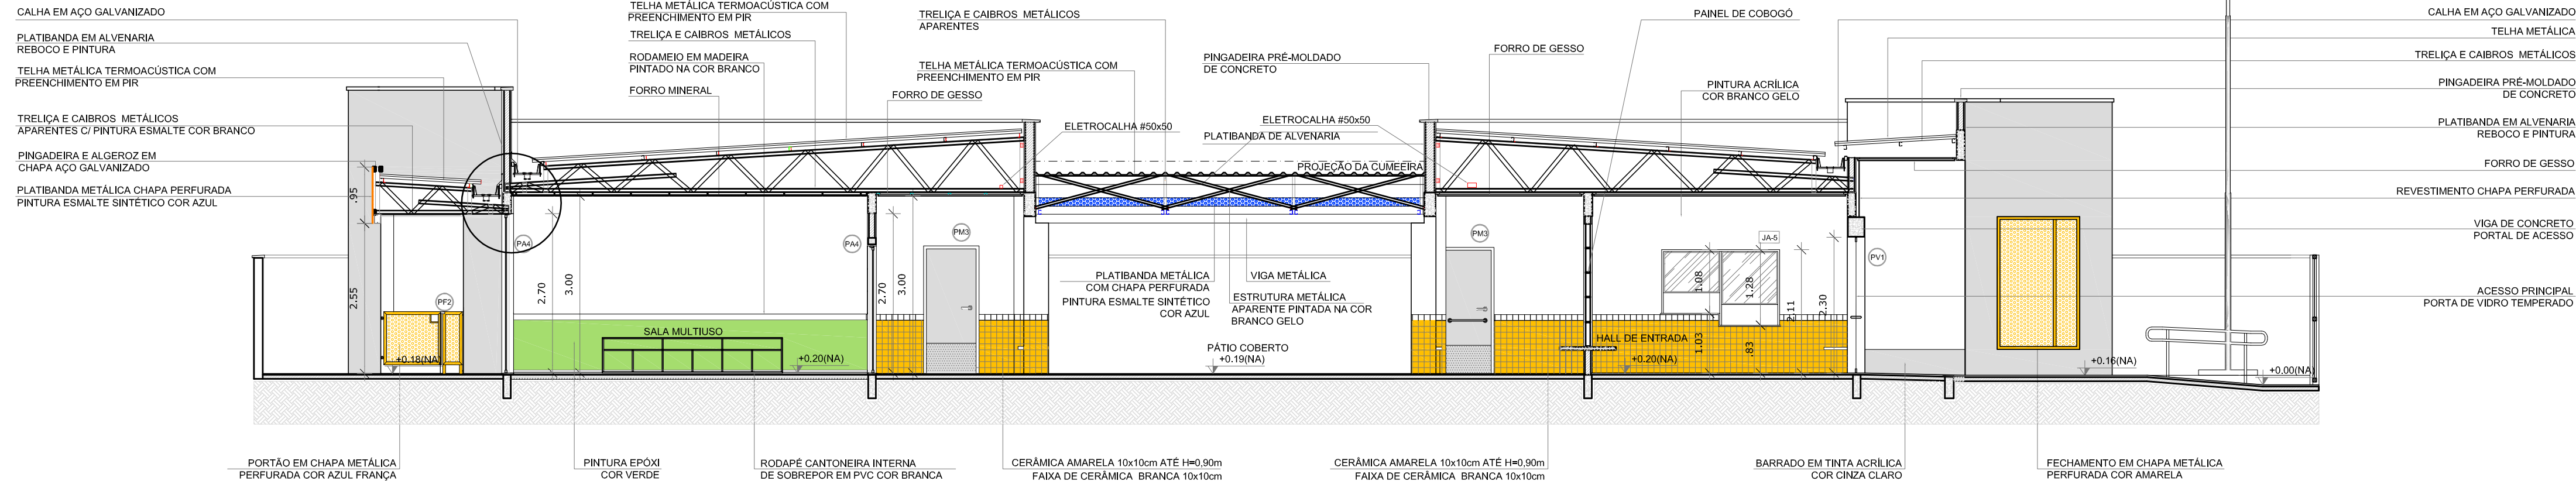 CALHA EM AÇO GALVANIZADO
PLATIBANDA EM ALVENARIA
REBOCO E PINTURA
TELHA METÁLICA TERMOACÚSTICA COM
PREENCHIMENTO EM PIR
TRELIÇA E CAIBROS METÁLICOS
APARENTES C/ PINTURA ESMALTE COR BRANCO
PINGADEIRA E ALGEROZ EM
CHAPA AÇO GALVANIZADO
PLATIBANDA METÁLICA CHAPA PERFURADA
PINTURA ESMALTE SINTÉTICO COR AZUL
TELHA METÁLICA TERMOACÚSTICA COM
PREENCHIMENTO EM PIR
TRELIÇA E CAIBROS METÁLICOS
RODAMEIO EM MADEIRA
PINTADO NA COR BRANCO
FORRO MINERAL
FORRO DE GESSO
TRELIÇA E CAIBROS METÁLICOS
APARENTES
TELHA METÁLICA TERMOACÚSTICA COM
PREENCHIMENTO EM PIR
ELETROCALHA #50x50
PINGADEIRA PRÉ-MOLDADO
DE CONCRETO
ELETROCALHA #50x50
PLATIBANDA DE ALVENARIA
PROJEÇÃO DA CUMEEIRA
FORRO DE GESSO
PAINEL DE COBOGÓ
PINTURA ACRÍLICA
COR BRANCO GELO
CALHA EM AÇO GALVANIZADO
TELHA METÁLICA
TRELIÇA E CAIBROS METÁLICOS
PINGADEIRA PRÉ-MOLDADO
DE CONCRETO
PLATIBANDA EM ALVENARIA
REBOCO E PINTURA
FORRO DE GESSO
REVESTIMENTO CHAPA PERFURADA
VIGA DE CONCRETO
PORTAL DE ACESSO
ACESSO PRINCIPAL
PORTA DE VIDRO TEMPERADO
.95
2.55
PF2
+0.18(NA)
PA4
2.70
3.00
SALA MULTIUSO
+0.20(NA)
PA4
2.70
3.00
PM3
PLATIBANDA METÁLICA
COM CHAPA PERFURADA
PINTURA ESMALTE SINTÉTICO
COR AZUL
VIGA METÁLICA
ESTRUTURA METÁLICA
APARENTE PINTADA NA COR
BRANCO GELO
PÁTIO COBERTO
+0.19(NA)
PM3
HALL DE ENTRADA
+0.20(NA)
JA-5
1.08
1.28
1.03
.83
2.11
2.30
PV1
+0.16(NA)
+0.00(NA)
PORTÃO EM CHAPA METÁLICA
PERFURADA COR AZUL FRANÇA
PINTURA EPÓXI
COR VERDE
RODAPÉ CANTONEIRA INTERNA
DE SOBREPOR EM PVC COR BRANCA
CERÂMICA AMARELA 10x10cm ATÉ H=0,90m
FAIXA DE CERÂMICA BRANCA 10x10cm
CERÂMICA AMARELA 10x10cm ATÉ H=0,90m
FAIXA DE CERÂMICA BRANCA 10x10cm
BARRADO EM TINTA ACRÍLICA
COR CINZA CLARO
FECHAMENTO EM CHAPA METÁLICA
PERFURADA COR AMARELA